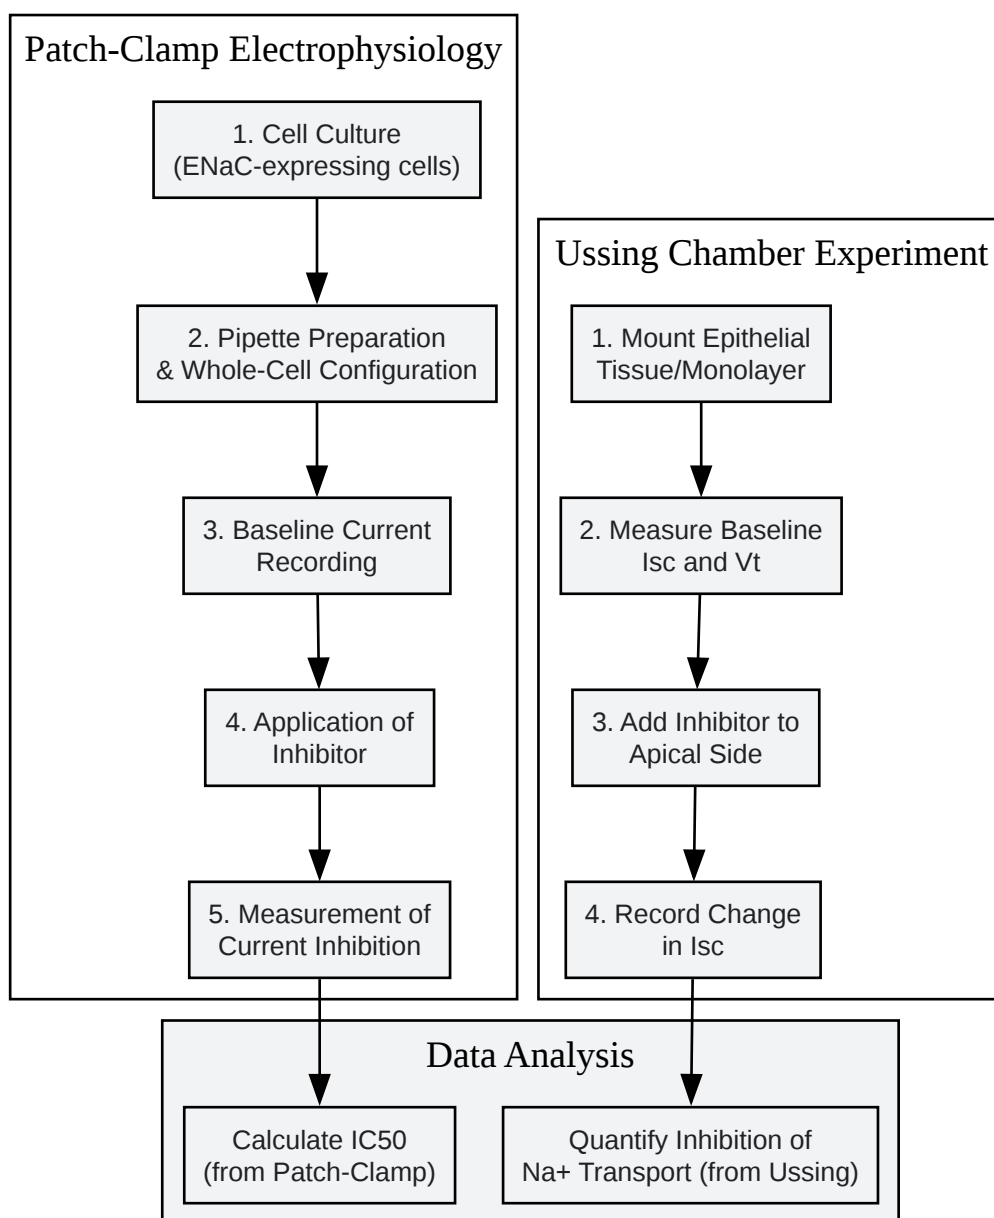 Patch-Clamp Electrophysiology
1. Cell Culture
(ENaC-expressing cells)
2. Pipette Preparation
& Whole-Cell Configuration
3. Baseline Current
Recording
4. Application of
Inhibitor
5. Measurement of
Current Inhibition
Ussing Chamber Experiment
1. Mount Epithelial
Tissue/Monolayer
2. Measure Baseline
Isc and Vt
3. Add Inhibitor to
Apical Side
4. Record Change
in Isc
Data Analysis
Calculate IC50
(from Patch-Clamp)
Quantify Inhibition of
Na+ Transport (from Ussing)